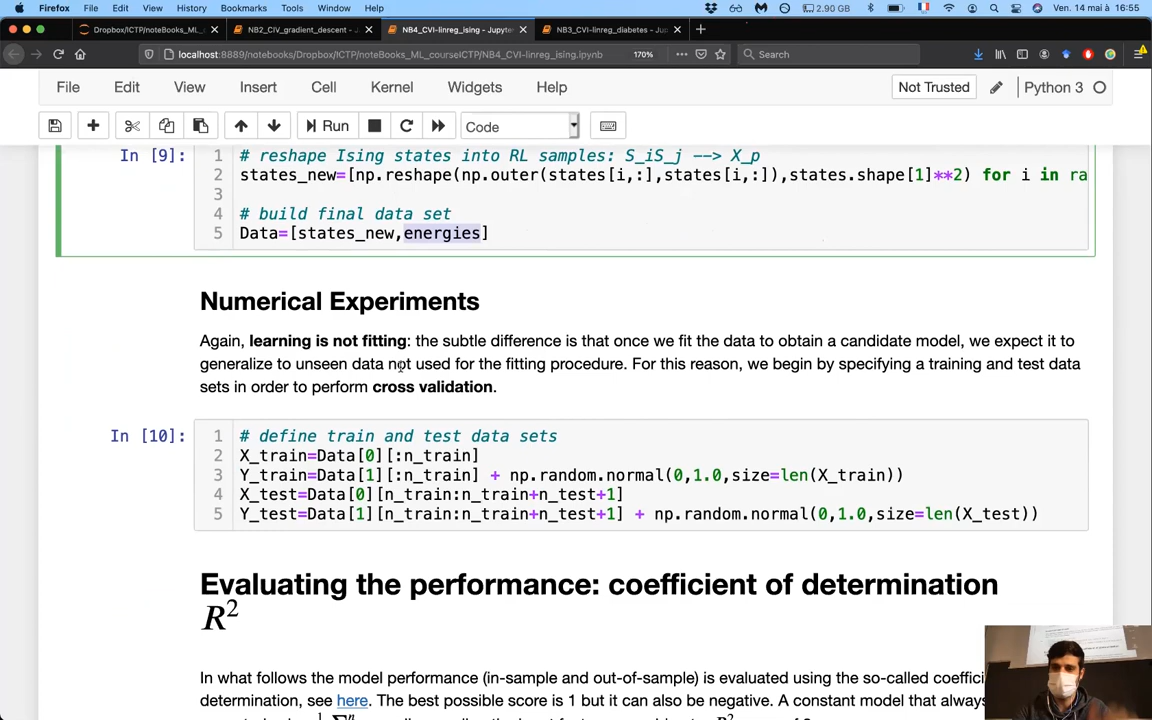 Firefox File Edit View History Bookmarks Tools Window Help 2.90 GB Ven. 14 mai à 16:55
Dropbox/ICTP/noteBooks_ML_ NB2_CIV_gradient_descent - NB4_CVI-linreg_ising - Jupyte NB3_CVI-linreg_diabetes - Ju
localhost:8889/notebooks/Dropbox/ICTP/noteBooks_ML_courseICTP/NB4_CVI-linreg_ising.ipynb 170% Search
File Edit View Insert Cell Kernel Widgets Help Not Trusted Python 3
Run Code
In [9]: 1 # reshape Ising states into RL samples: S_iS_j --> X_p
2 states_new=[np.reshape(np.outer(states[i,:],states[i,:]),states.shape[1]**2) for i in ra
3
4 # build final data set
5 Data=[states_new,energies]
Numerical Experiments
Again, learning is not fitting: the subtle difference is that once we fit the data to obtain a candidate model, we expect it to
generalize to unseen data not used for the fitting procedure. For this reason, we begin by specifying a training and test data
sets in order to perform cross validation.
In [10]: 1 # define train and test data sets
2 X_train=Data[0][:n_train]
3 Y_train=Data[1][:n_train] + np.random.normal(0,1.0,size=len(X_train))
4 X_test=Data[0][n_train:n_train+n_test+1]
5 Y_test=Data[1][n_train:n_train+n_test+1] + np.random.normal(0,1.0,size=len(X_test))
Evaluating the performance: coefficient of determination
R²
In what follows the model performance (in-sample and out-of-sample) is evaluated using the so-called coeffici
determination, see here. The best possible score is 1 but it can also be negative. A constant model that always